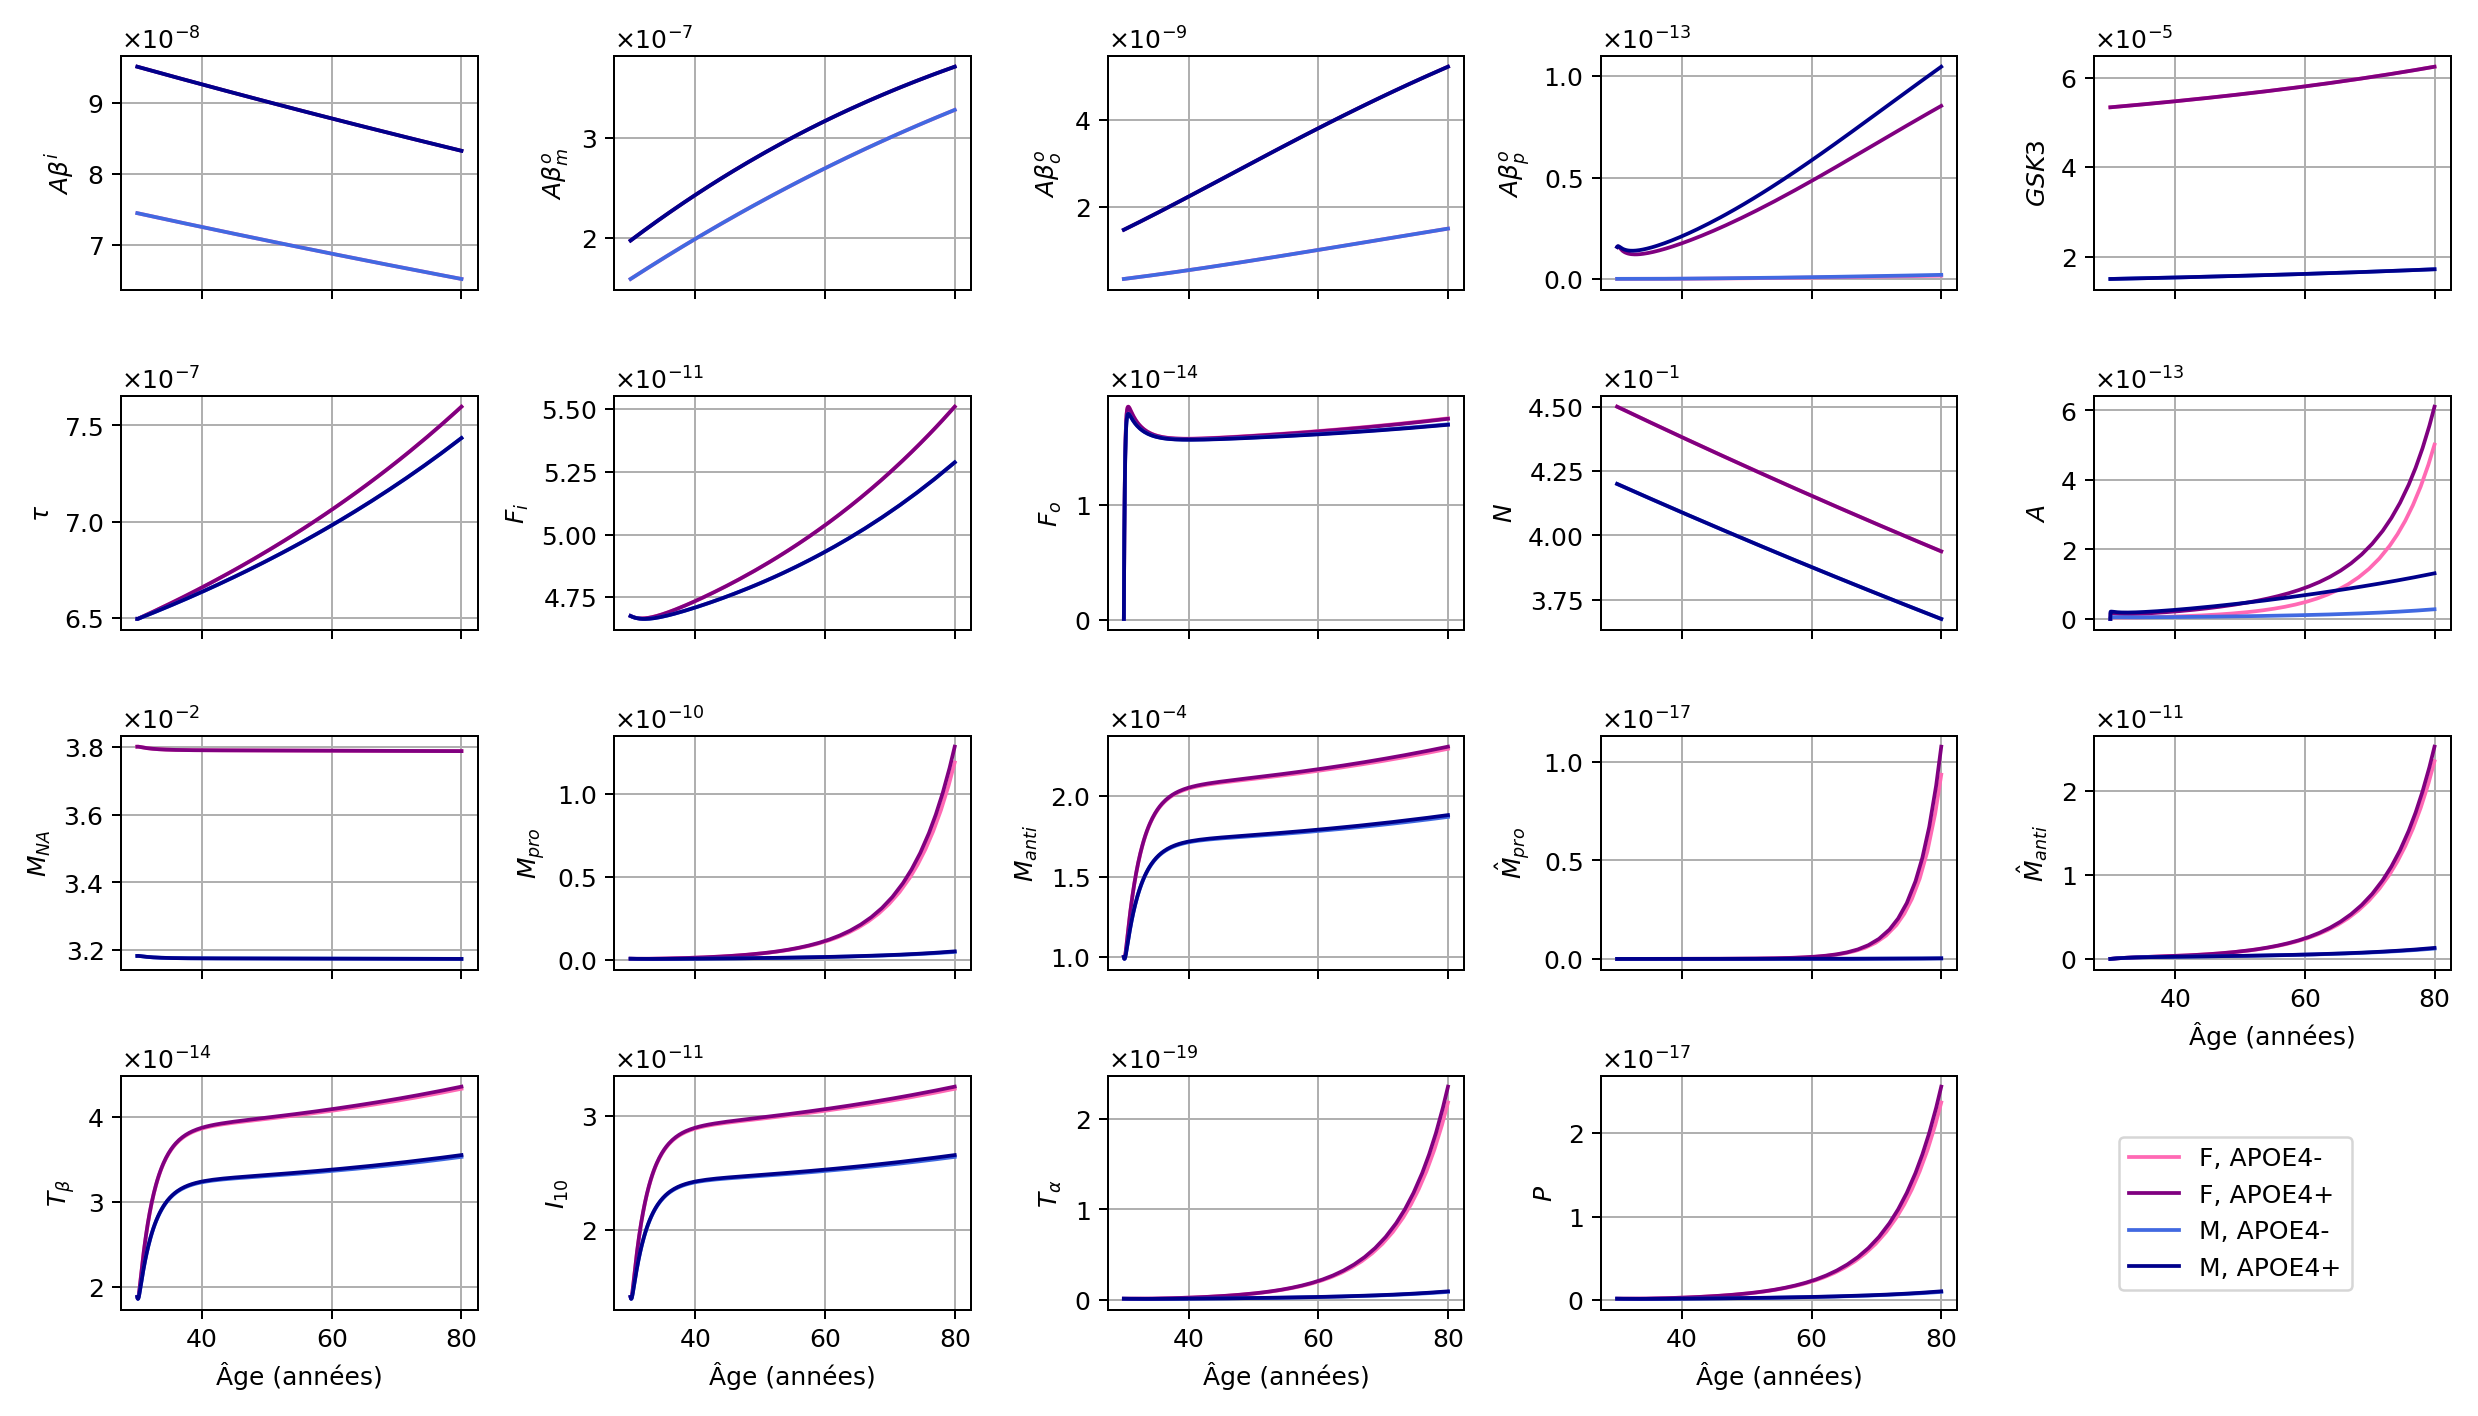 ×10⁻⁸ ×10⁻⁷ ×10⁻⁹ ×10⁻¹³ ×10⁻⁵
Aβⁱ 9 8 7
Aβₘᵒ 3 2
Aβₒᵒ 4 2
Aβₚᵒ 1.0 0.5 0.0
GSK3 6 4 2
×10⁻⁷ ×10⁻¹¹ ×10⁻¹⁴ ×10⁻¹ ×10⁻¹³
τ 7.5 7.0 6.5
Fᵢ 5.50 5.25 5.00 4.75
Fₒ 1 0
N 4.50 4.25 4.00 3.75
A 6 4 2 0
×10⁻² ×10⁻¹⁰ ×10⁻⁴ ×10⁻¹⁷ ×10⁻¹¹
M_NA 3.8 3.6 3.4 3.2
M_pro 1.0 0.5 0.0
M_anti 2.0 1.5 1.0
M̂_pro 1.0 0.5 0.0
M̂_anti 2 1 0
40 60 80
Âge (années)
×10⁻¹⁴ ×10⁻¹¹ ×10⁻¹⁹ ×10⁻¹⁷
T_β 4 3 2
I₁₀ 3 2
T_α 2 1 0
P 2 1 0
40 60 80 40 60 80 40 60 80 40 60 80
Âge (années) Âge (années) Âge (années) Âge (années)
F, APOE4-
F, APOE4+
M, APOE4-
M, APOE4+